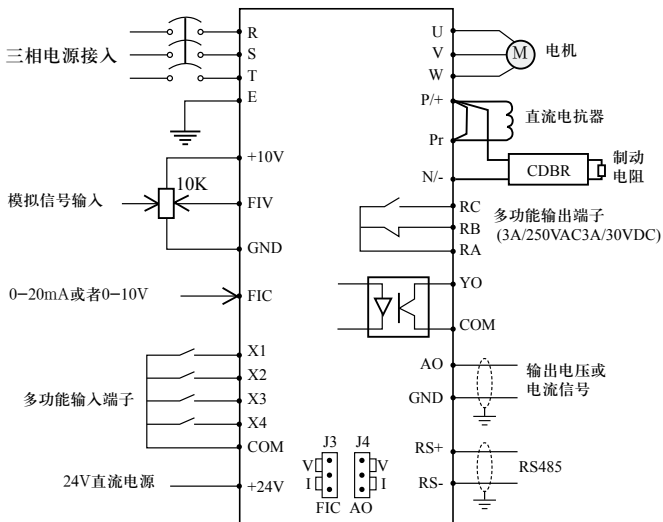 三相电源接入
R
S
T
E
+10V
10K
模拟信号输入
FIV
GND
0-20mA或者0-10V
FIC
X1
X2
多功能输入端子
X3
X4
COM
24V直流电源
+24V
J3
J4
V
V
I
I
FIC
AO
U
V
M
电机
W
P/+
直流电抗器
Pr
CDBR
制动
电阻
N/-
RC
多功能输出端子
RB
(3A/250VAC3A/30VDC)
RA
YO
COM
AO
输出电压或
电流信号
GND
RS+
RS485
RS-